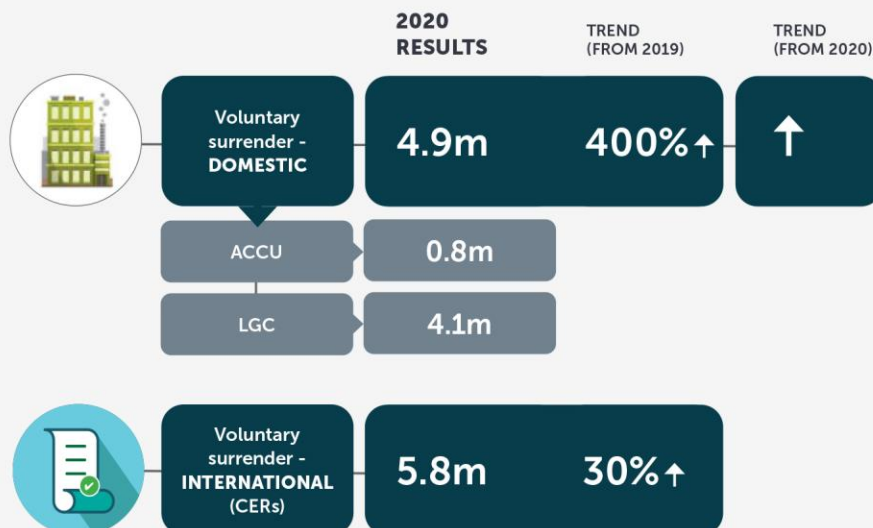 2020
RESULTS
TREND
(FROM 2019)
TREND
(FROM 2020)
Voluntary
surrender -
DOMESTIC
4.9m
400%↑
↑
ACCU
0.8m
LGC
4.1m
Voluntary
surrender -
INTERNATIONAL
(CERs)
5.8m
30%↑